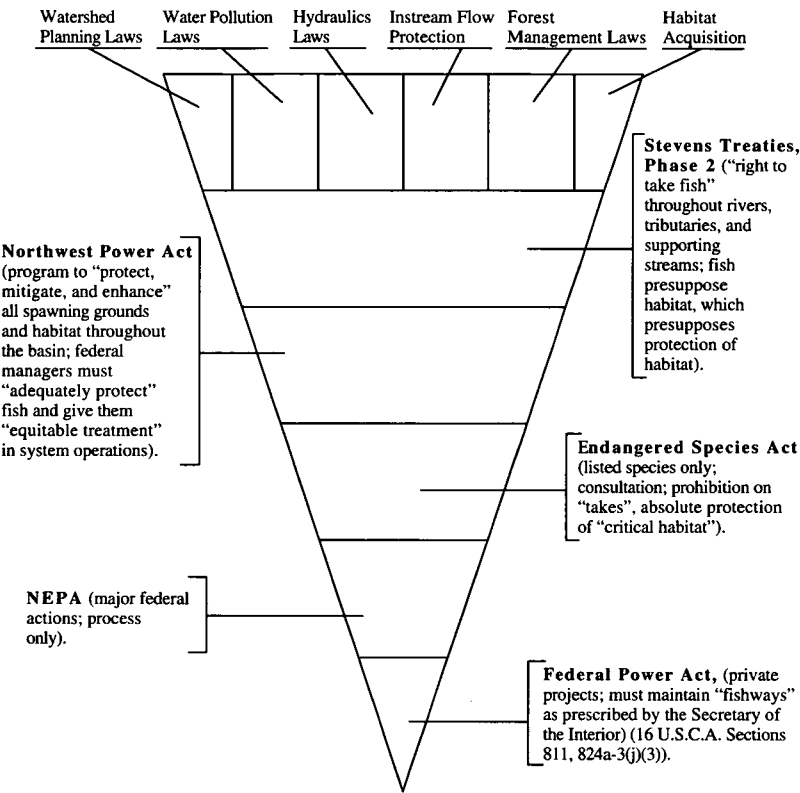 Watershed
Planning Laws
Water Pollution
Laws
Hydraulics
Laws
Instream Flow
Protection
Forest
Management Laws
Habitat
Acquisition
Stevens Treaties,
Phase 2 (“right to
take fish”
throughout rivers,
tributaries, and
supporting
streams; fish
presuppose
habitat, which
presupposes
protection of
habitat).
Northwest Power Act
(program to “protect,
mitigate, and enhance”
all spawning grounds
and habitat throughout
the basin; federal
managers must
“adequately protect”
fish and give them
“equitable treatment”
in system operations).
Endangered Species Act
(listed species only;
consultation; prohibition on
“takes”, absolute protection
of “critical habitat”).
NEPA (major federal
actions; process
only).
Federal Power Act, (private
projects; must maintain “fishways”
as prescribed by the Secretary of
the Interior) (16 U.S.C.A. Sections
811, 824a-3(j)(3)).